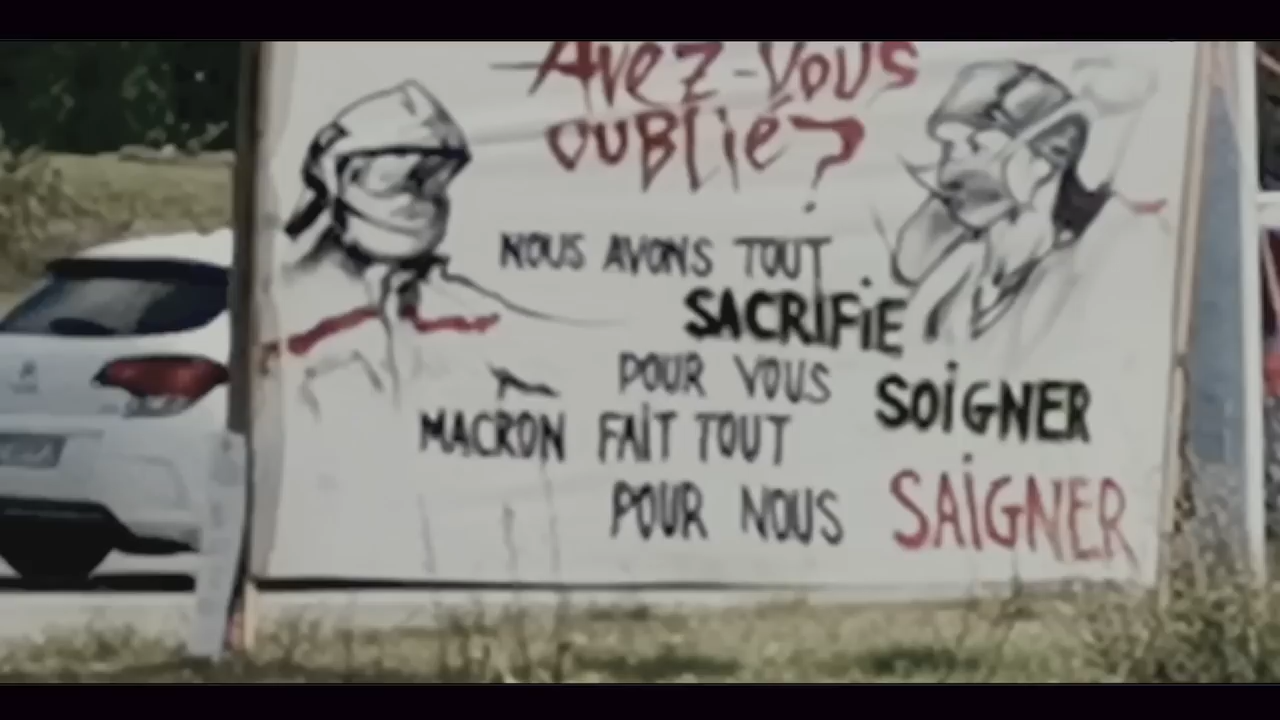 AVEZ-VOUS
OUBLIÉ?
NOUS AVONS TOUT
SACRIFIE
POUR VOUS SOIGNER
MACRON FAIT TOUT
POUR NOUS SAIGNER